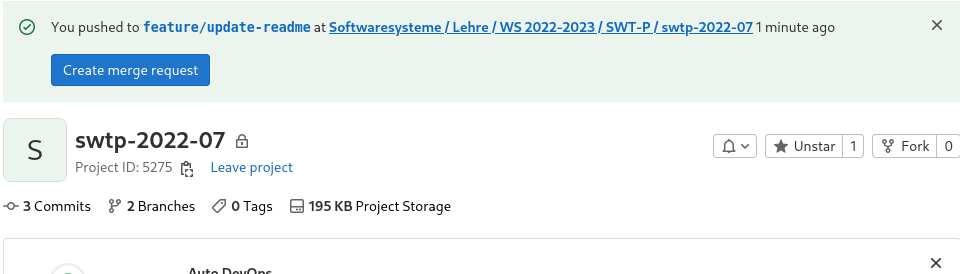 You pushed to feature/update-readme at Softwaresysteme / Lehre / WS 2022-2023 / SWT-P / swtp-2022-07 1 minute ago
Create merge request
S
swtp-2022-07
Unstar 1
Fork 0
Project ID: 5275 Leave project
3 Commits 2 Branches 0 Tags 195 KB Project Storage
Auto DevOps